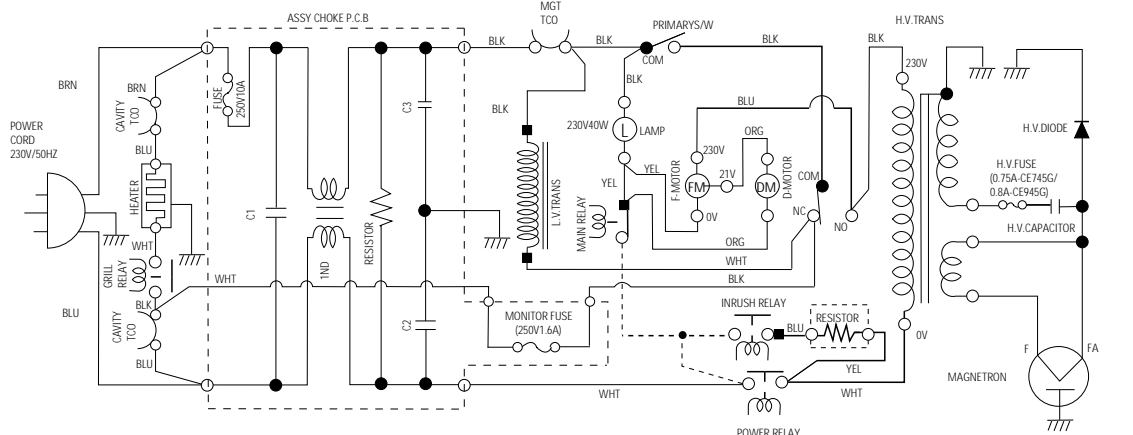 ASSY CHOKE P.C.B
MGT
TCO
PRIMARYS/W
H.V.TRANS
BLK
BLK
BLK
BLK
COM
BLK
230V
BRN
BRN
CAVITY
TCO
FUSE
250V10A
C3
BLK
230V40W
L
LAMP
BLU
ORG
H.V.DIODE
POWER
CORD
230V/50HZ
BLU
HEATER
YEL
230V
F-MOTOR
FM
21V
DM
D-MOTOR
COM
H.V.FUSE
(0.75A-CE745G/
0.8A-CE945G)
L.V.TRANS
YEL
MAIN RELAY
0V
NC
NO
H.V.CAPACITOR
C1
RESISTOR
1ND
WHT
GRILL
RELAY
WHT
ORG
WHT
BLK
BLK
CAVITY
TCO
BLU
BLU
C2
MONITOR FUSE
(250V1.6A)
INRUSH RELAY
BLU
RESISTOR
0V
YEL
WHT
WHT
POWER RELAY
F
FA
MAGNETRON